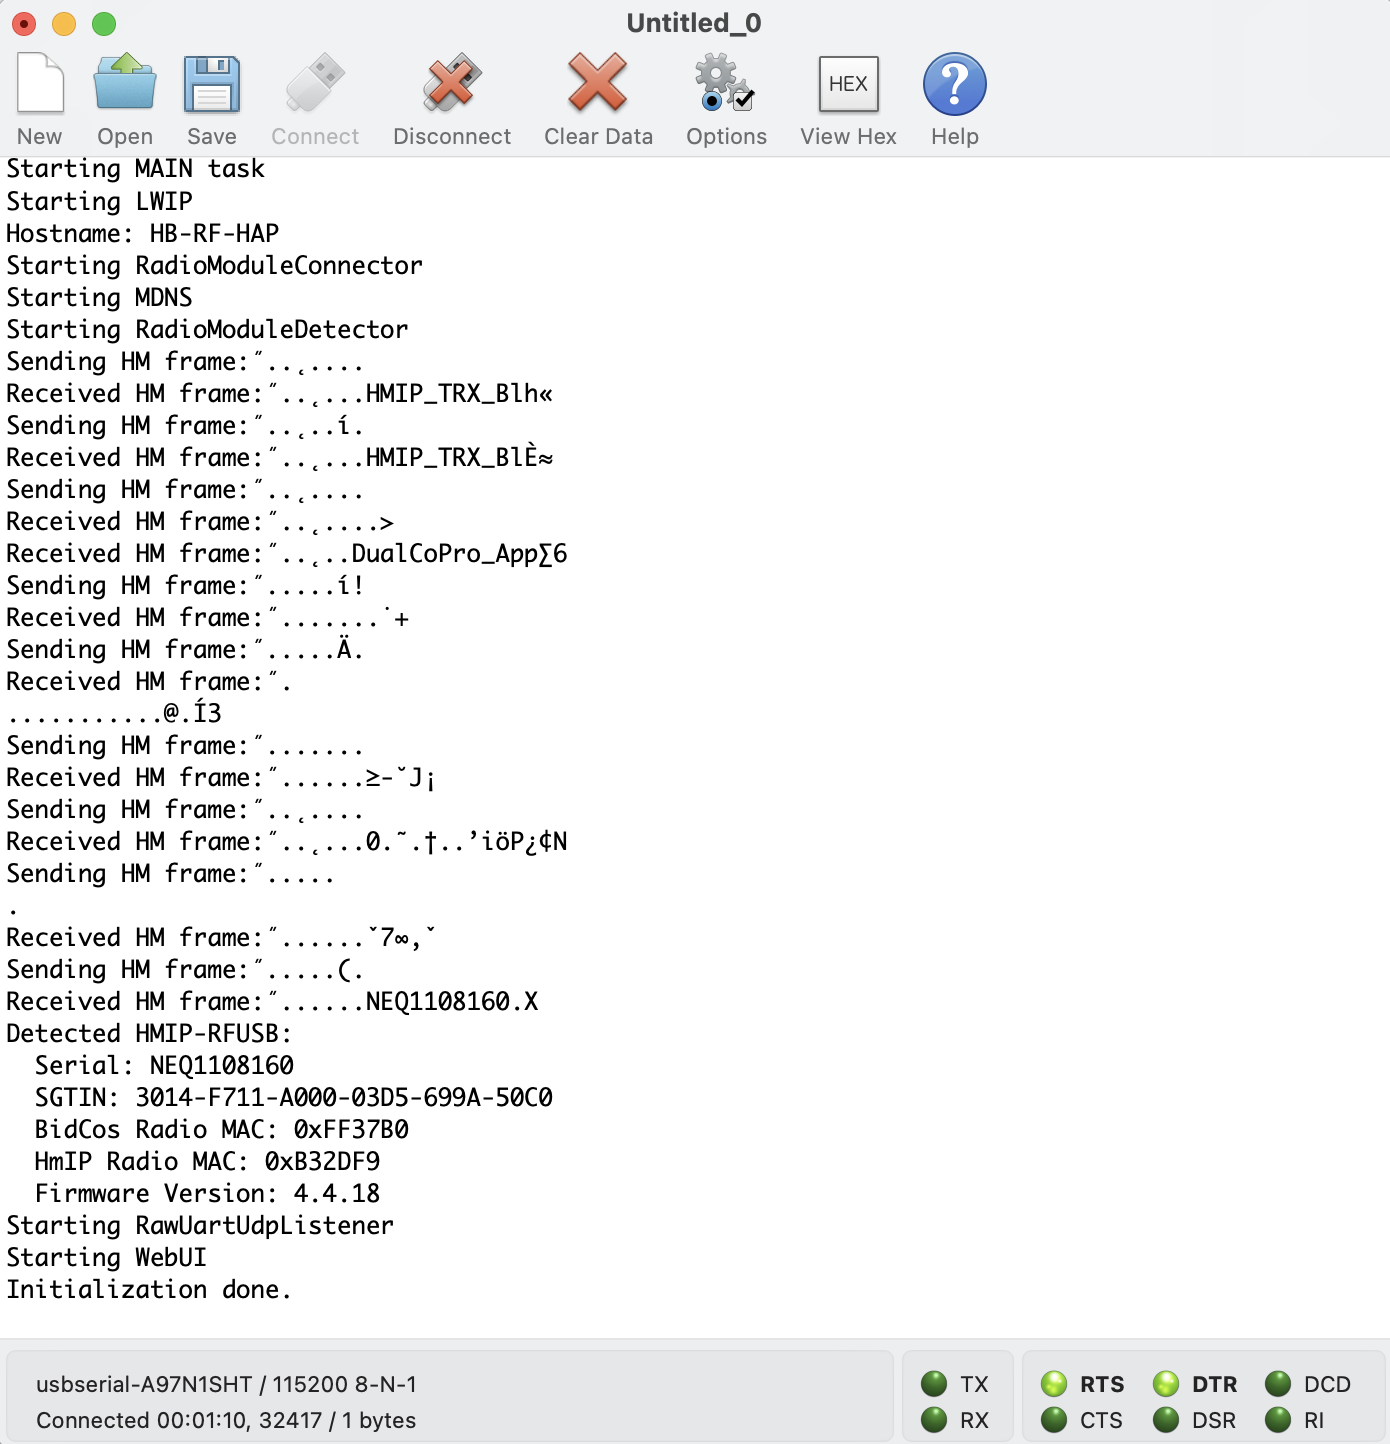 Untitled_0
New Open Save Connect Disconnect Clear Data Options HEX View Hex Help
Starting MAIN task
Starting LWIP
Hostname: HB-RF-HAP
Starting RadioModuleConnector
Starting MDNS
Starting RadioModuleDetector
Sending HM frame:˝..˛....
Received HM frame:˝..˛...HMIP_TRX_Blh«
Sending HM frame:˝..˛..í.
Received HM frame:˝..˛...HMIP_TRX_BlÈ≈
Sending HM frame:˝..˛....
Received HM frame:˝..˛....>
Received HM frame:˝..˛..DualCoPro_App∑6
Sending HM frame:˝.....í!
Received HM frame:˝.......˙+
Sending HM frame:˝.....Ä.
Received HM frame:˝.
...........@.Í3
Sending HM frame:˝.......
Received HM frame:˝......≥-˘J¡
Sending HM frame:˝..˛....
Received HM frame:˝..˛...0.˜.†..’iöP¿¢N
Sending HM frame:˝.....
.
Received HM frame:˝......ˇ7∞,ˇ
Sending HM frame:˝.....(.
Received HM frame:˝......NEQ1108160.X
Detected HMIP-RFUSB:
Serial: NEQ1108160
SGTIN: 3014-F711-A000-03D5-699A-50C0
BidCos Radio MAC: 0xFF37B0
HmIP Radio MAC: 0xB32DF9
Firmware Version: 4.4.18
Starting RawUartUdpListener
Starting WebUI
Initialization done.
usbserial-A97N1SHT / 115200 8-N-1
Connected 00:01:10, 32417 / 1 bytes
TX RTS DTR DCD
RX CTS DSR RI